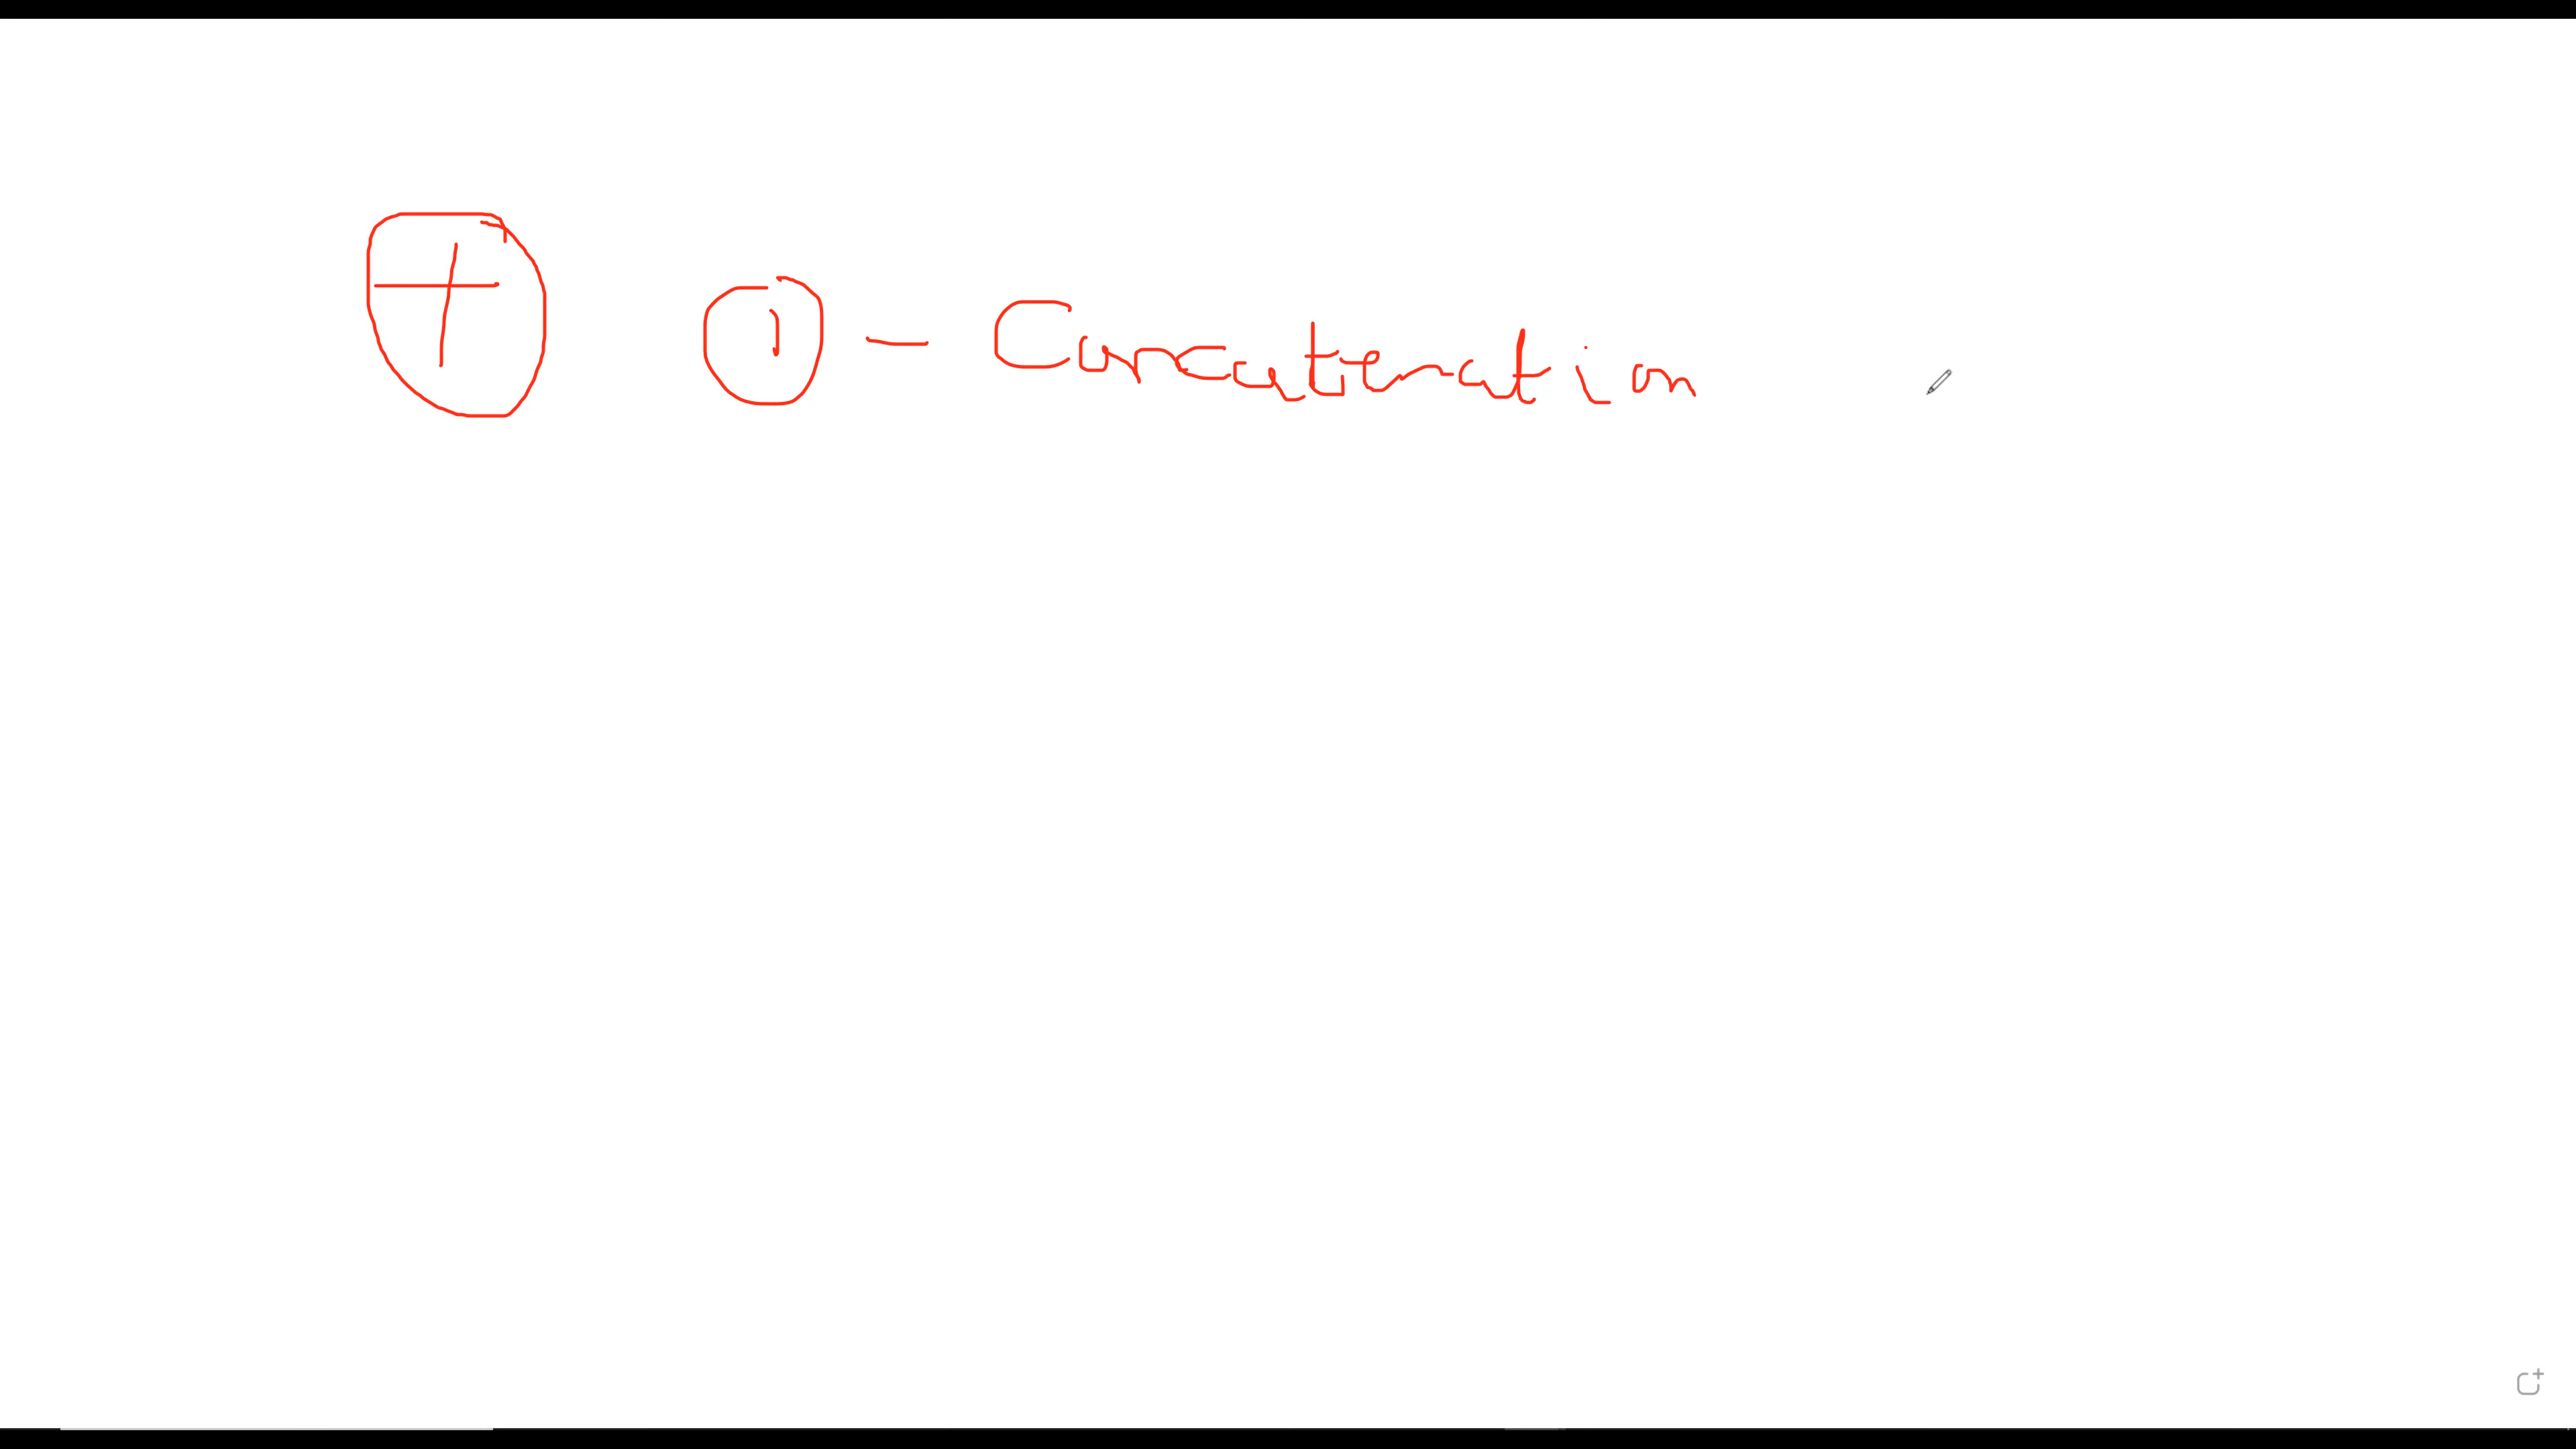 + 1 - Concatenation